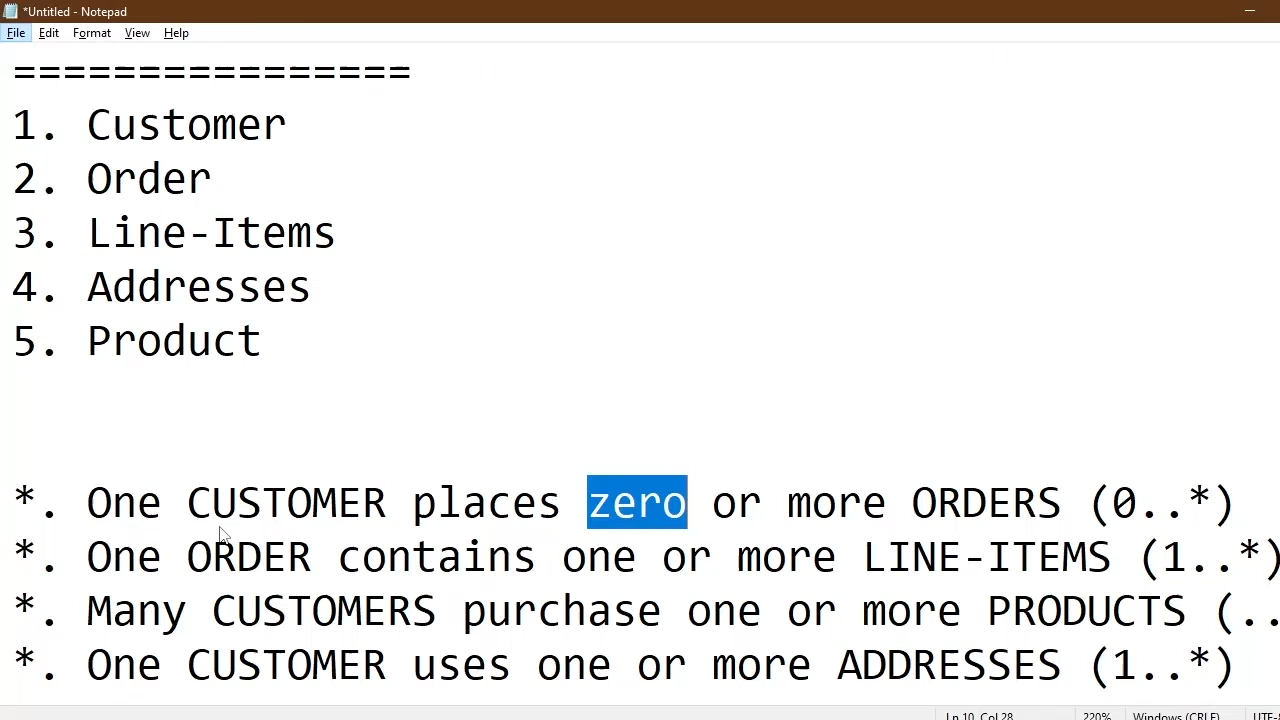 *Untitled - Notepad
File Edit Format View Help
================
1. Customer
2. Order
3. Line-Items
4. Addresses
5. Product
*. One CUSTOMER places zero or more ORDERS (0..*)
*. One ORDER contains one or more LINE-ITEMS (1..*)
*. Many CUSTOMERS purchase one or more PRODUCTS (..
*. One CUSTOMER uses one or more ADDRESSES (1..*)
Ln 10, Col 28 220% Windows (CRLF) UTF-8